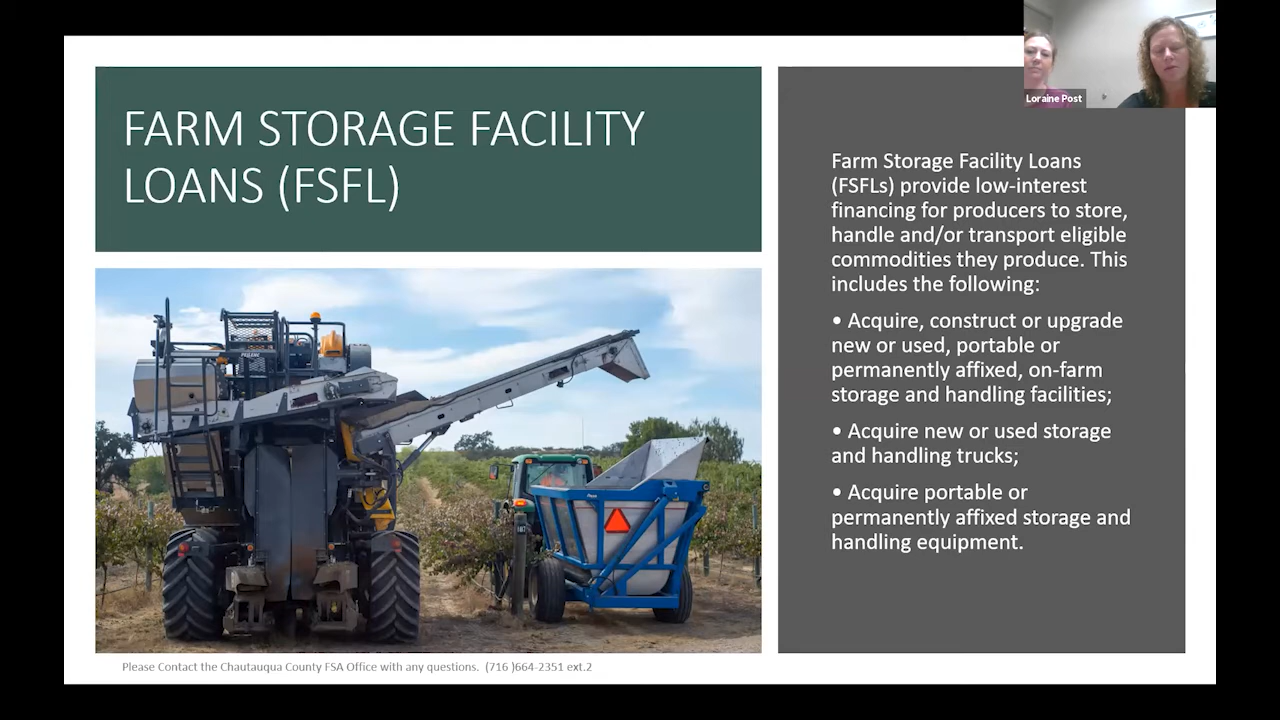 FARM STORAGE FACILITY
LOANS (FSFL)
Loraine Post
Farm Storage Facility Loans
(FSFLs) provide low-interest
financing for producers to store,
handle and/or transport eligible
commodities they produce. This
includes the following:
• Acquire, construct or upgrade
new or used, portable or
permanently affixed, on-farm
storage and handling facilities;
• Acquire new or used storage
and handling trucks;
• Acquire portable or
permanently affixed storage and
handling equipment.
Please Contact the Chautauqua County FSA Office with any questions.  (716 )664-2351 ext.2